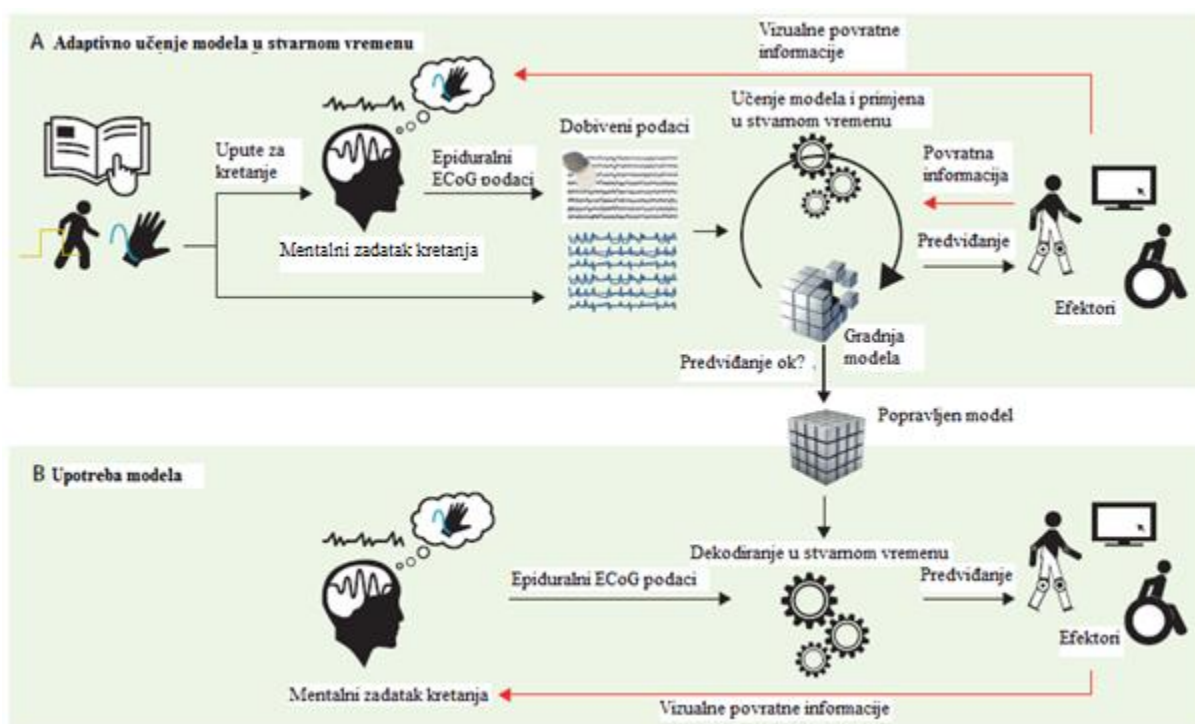 A Adaptivno učenje modela u stvarnom vremenu
Vizualne povratne
informacije
Upute za
kretanje
Epiduralni
ECoG podaci
Mentalni zadatak kretanja
Dobiveni podaci
Učenje modela i primjena
u stvarnom vremenu
Povratna
informacija
Predviđanje
Efektori
Gradnja
modela
Predviđanje ok?
Popravljen model
B Upotreba modela
Dekodiranje u stvarnom vremenu
Epiduralni ECoG podaci
Predviđanje
Efektori
Mentalni zadatak kretanja
Vizualne povratne informacije